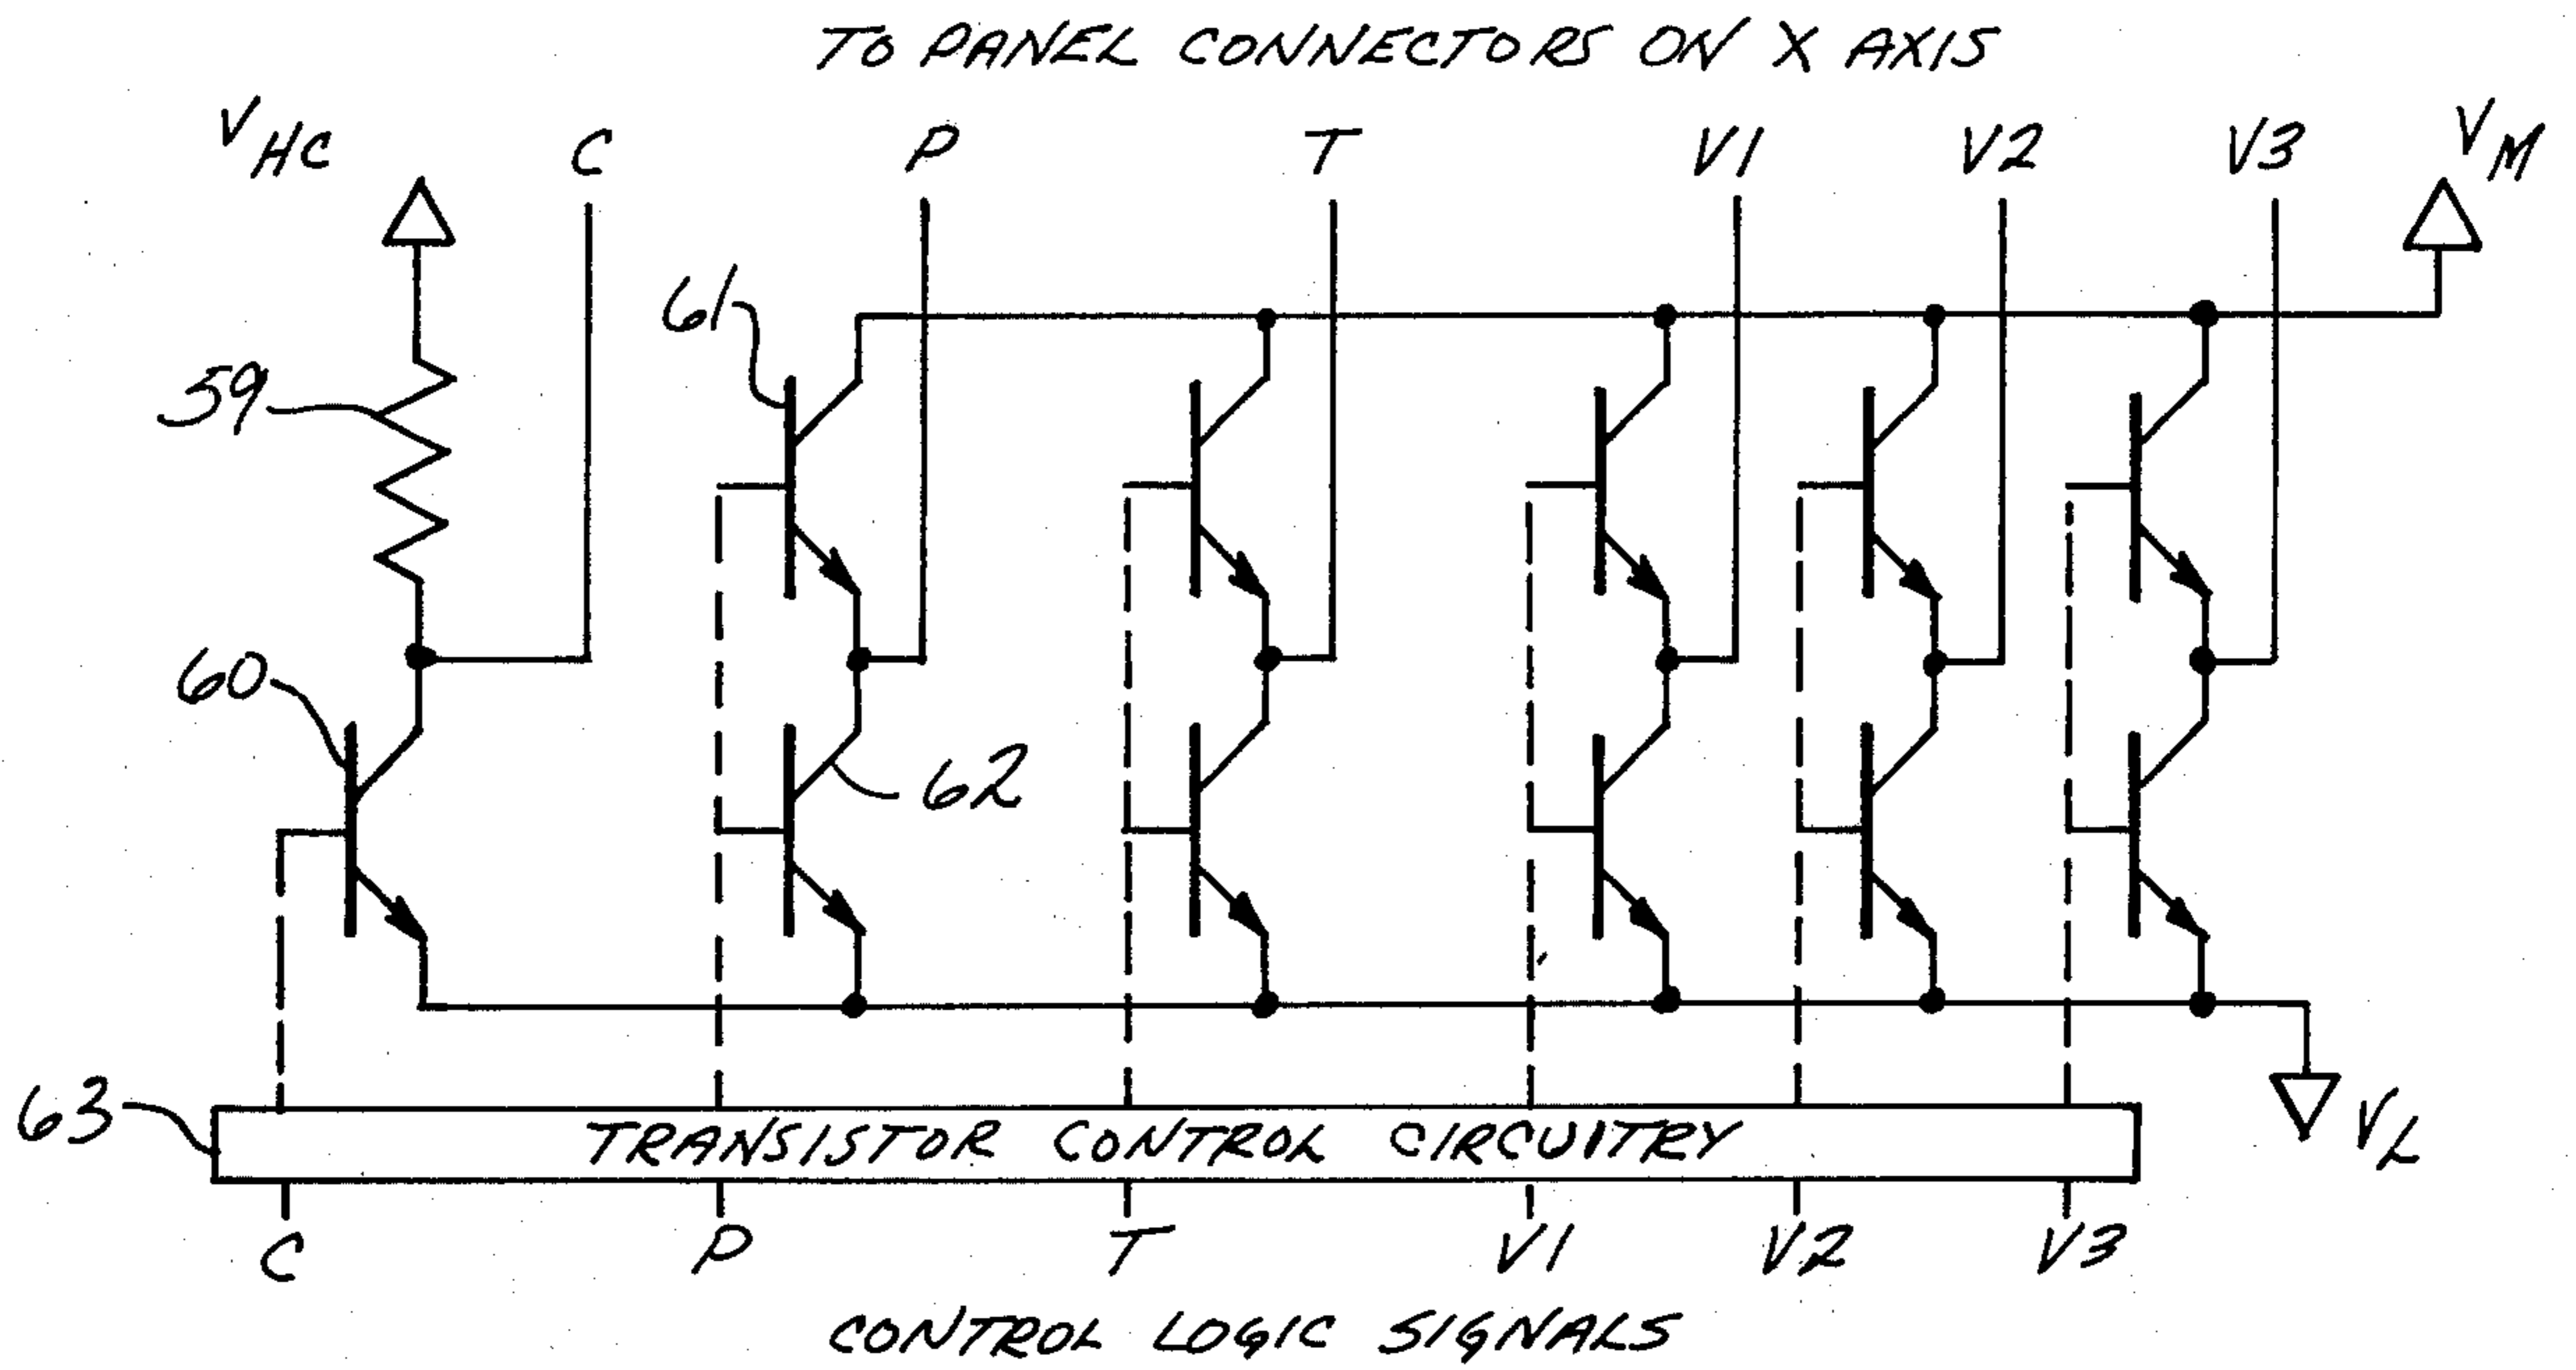 TO PANEL CONNECTORS ON X AXIS
VHC C P T V1 V2 V3 VM
61
59
60
62
63
TRANSISTOR CONTROL CIRCUITRY
VL
C P T V1 V2 V3
CONTROL LOGIC SIGNALS